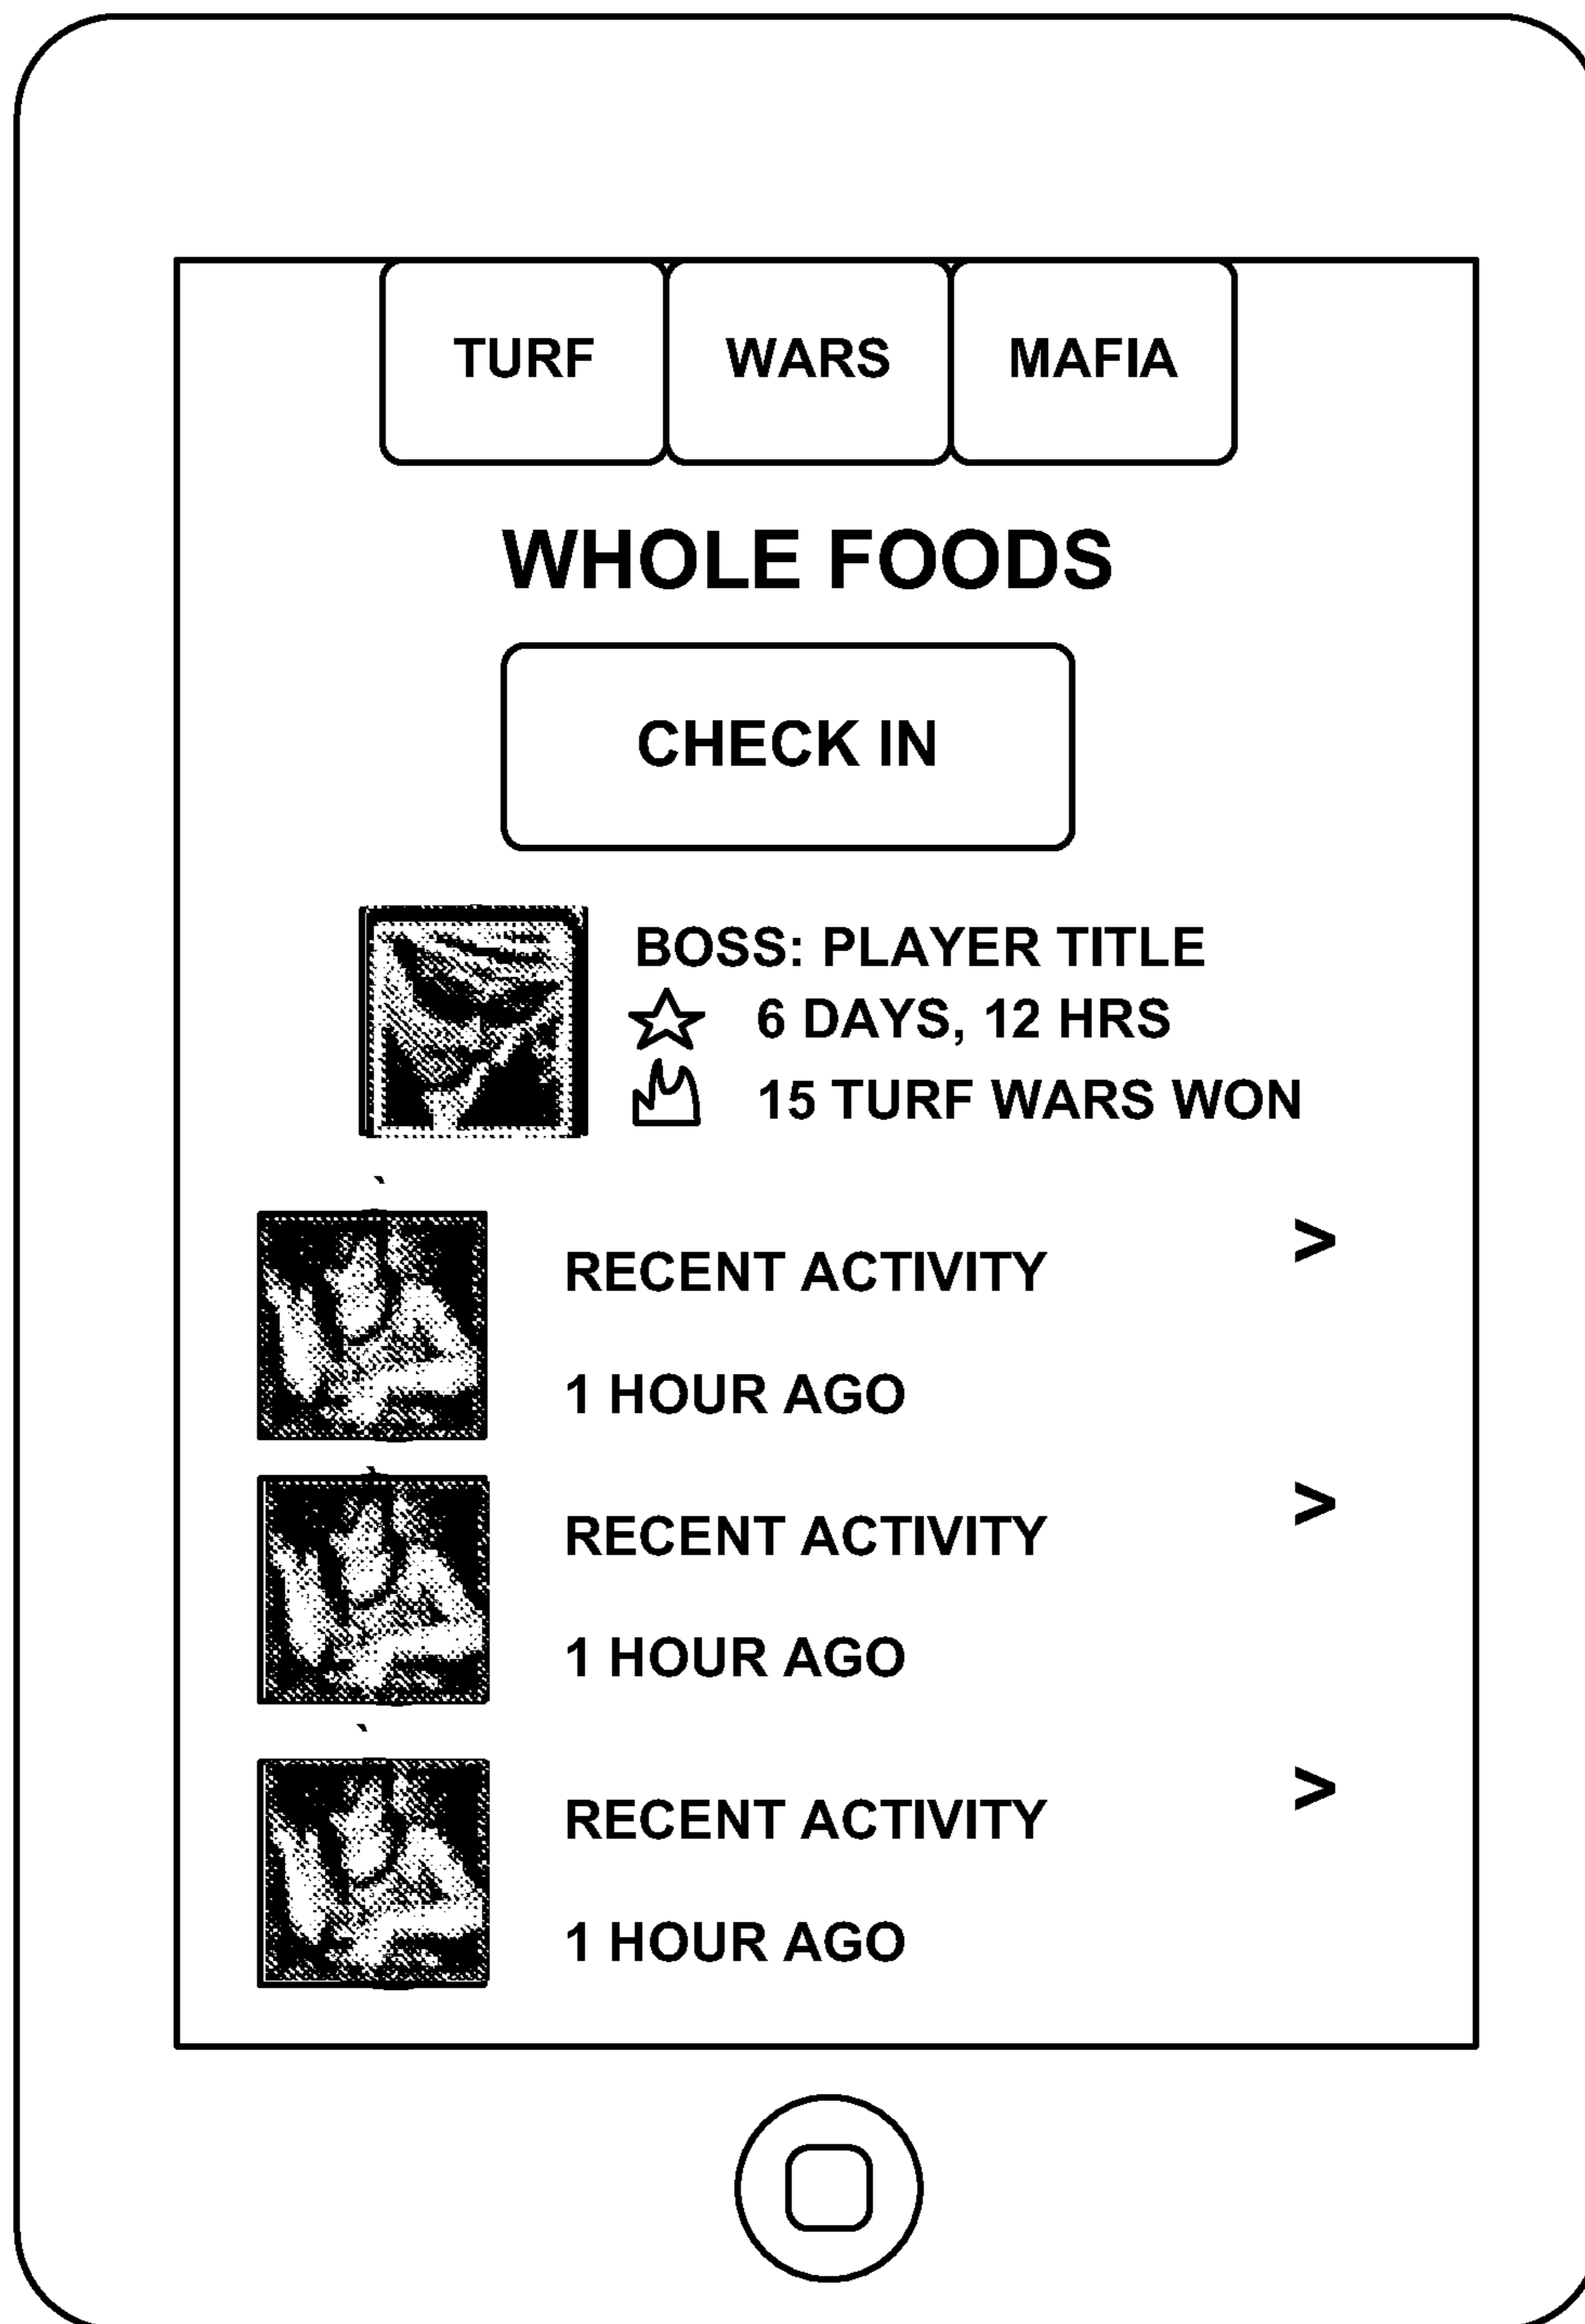 TURF WARS MAFIA
WHOLE FOODS
CHECK IN
BOSS: PLAYER TITLE
6 DAYS, 12 HRS
15 TURF WARS WON
RECENT ACTIVITY >
1 HOUR AGO
RECENT ACTIVITY >
1 HOUR AGO
RECENT ACTIVITY >
1 HOUR AGO